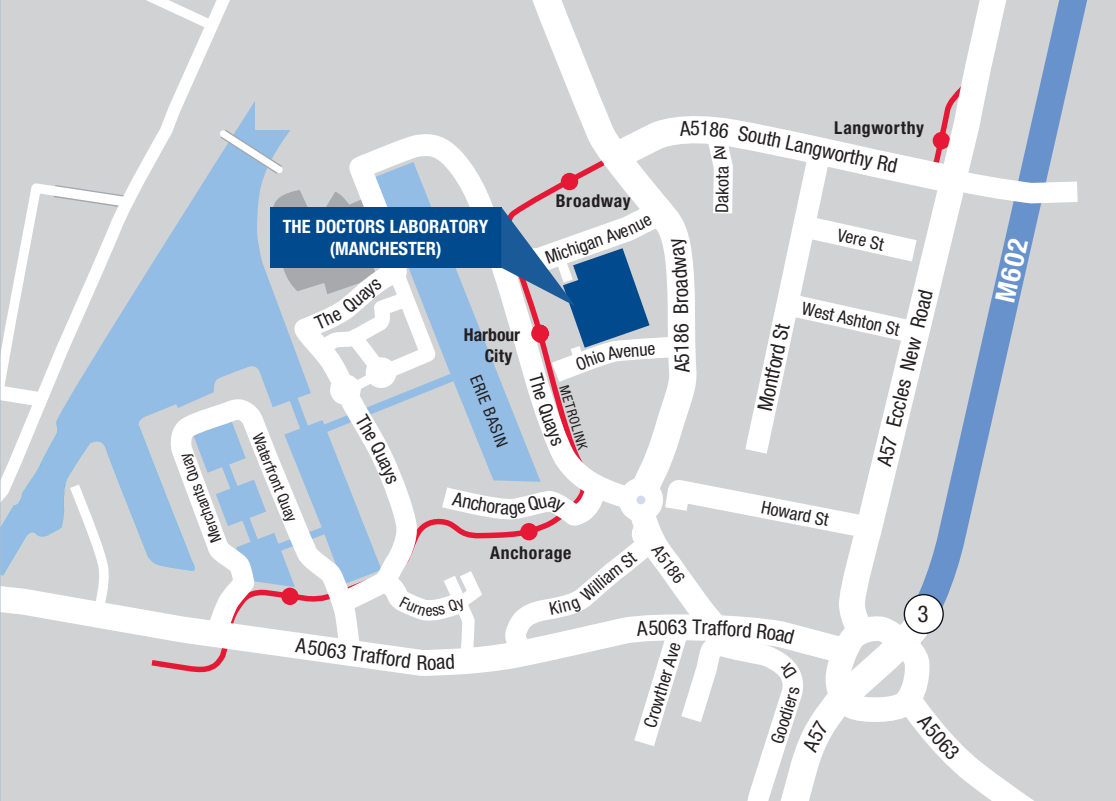 A5186 South Langworthy Rd
Langworthy
Dakota Av
Broadway
THE DOCTORS LABORATORY
(MANCHESTER)
Michigan Avenue
Vere St
M602
The Quays
A5186 Broadway
West Ashton St
A57 Eccles New Road
Harbour
City
Montford St
Ohio Avenue
ERIE BASIN
The Quays
METROLINK
The Quays
Waterfront Quay
Merchants Quay
Anchorage Quay
Howard St
Anchorage
A5186
King William St
Furness Qy
3
A5063 Trafford Road
A5063 Trafford Road
Crowther Ave
Goodiers Dr
A57
A5063